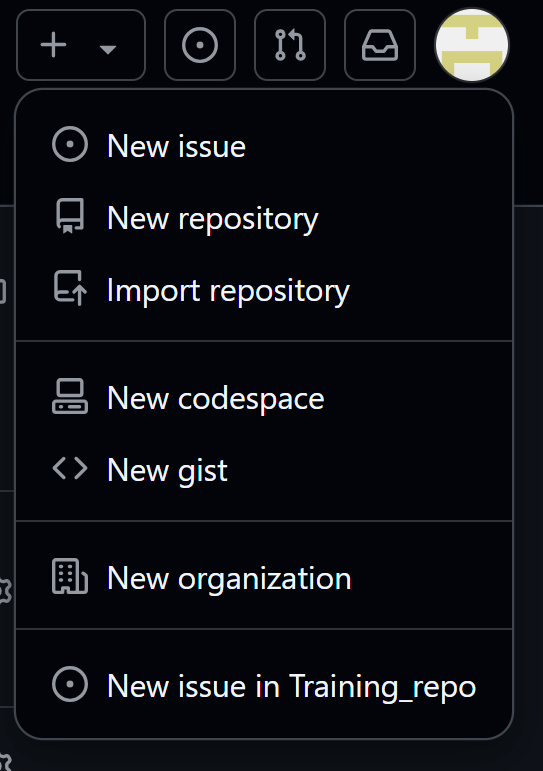 New issue
New repository
Import repository
New codespace
New gist
New organization
New issue in Training_repo